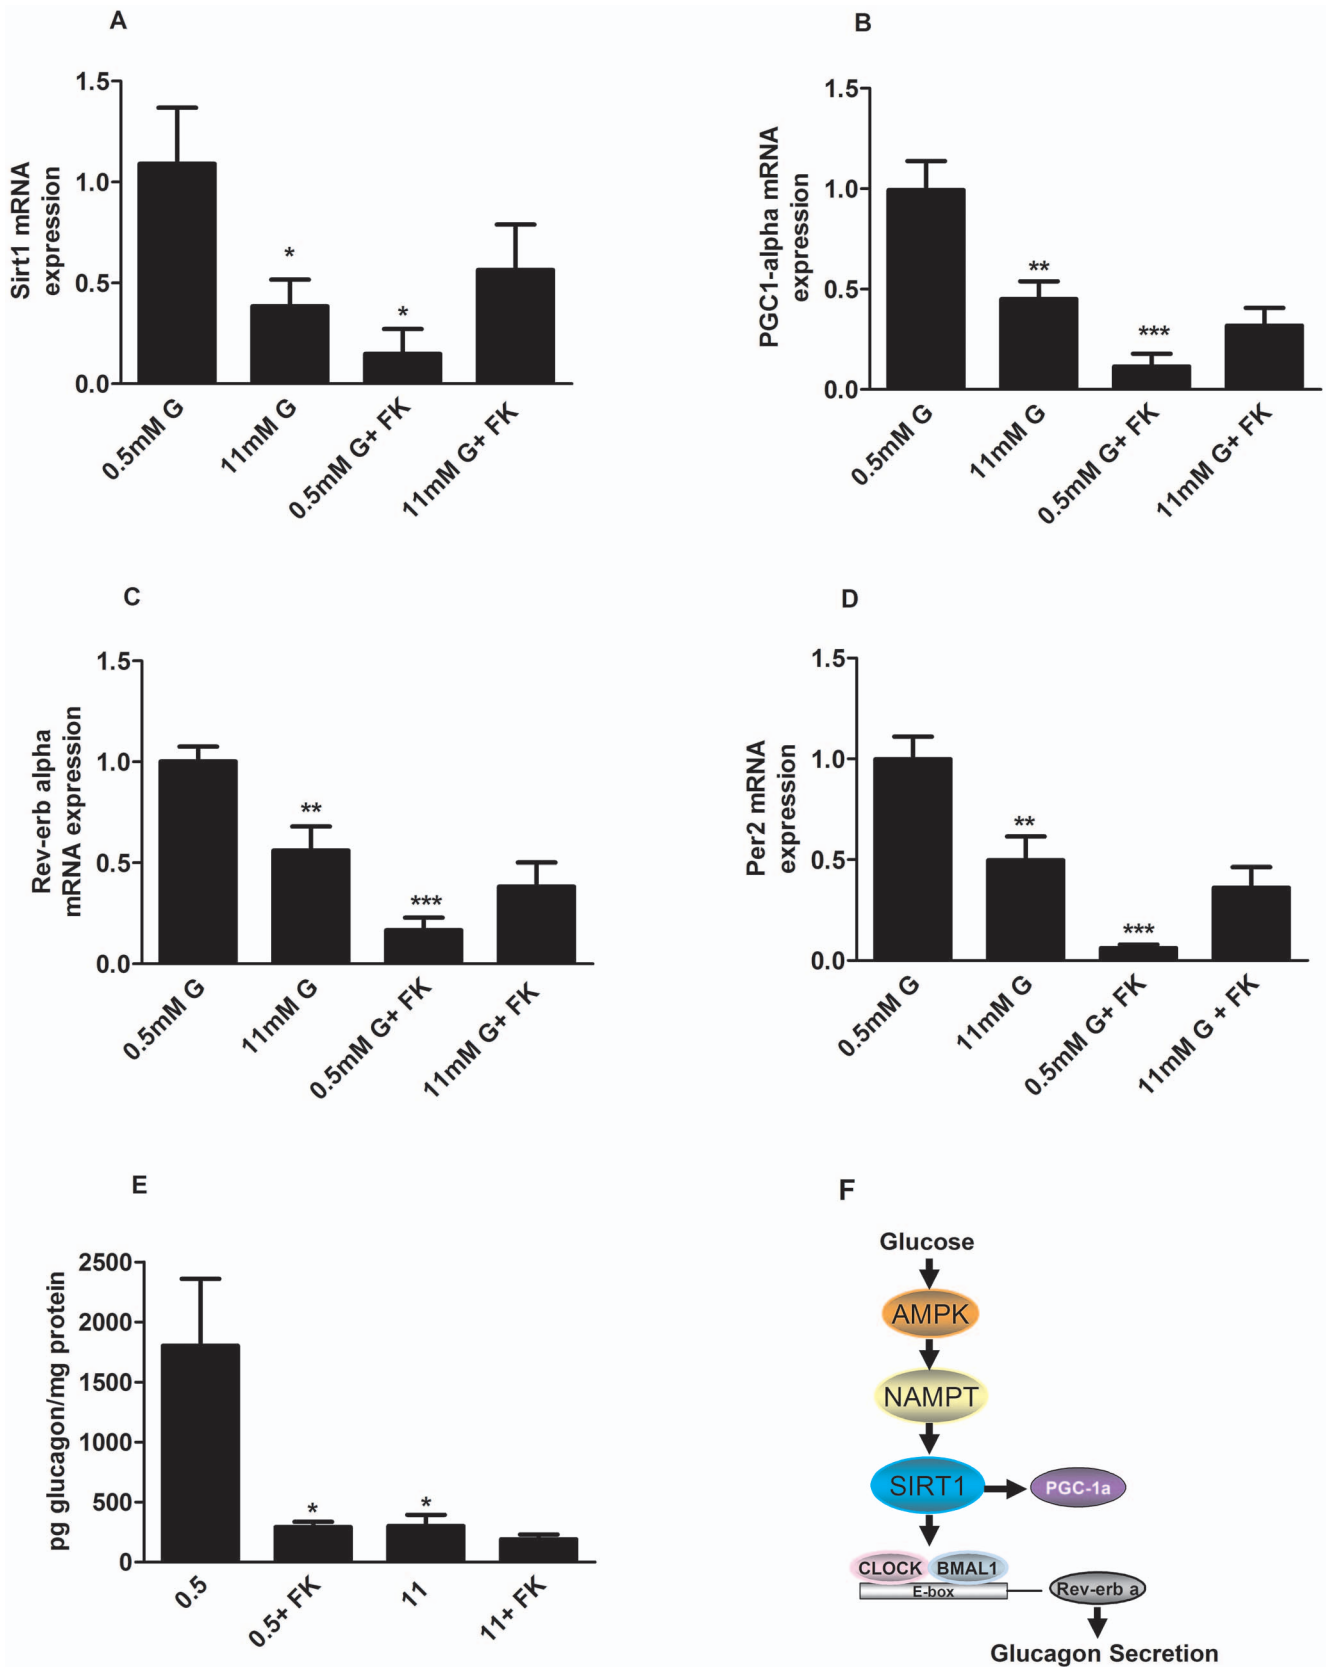 A
Sirt1 mRNA
expression
1.5
1.0
0.5
0.0
*
*
0.5mM G
11mM G
0.5mM G+ FK
11mM G+ FK
B
PGC1-alpha mRNA
expression
1.5
1.0
0.5
0.0
**
***
0.5mM G
11mM G
0.5mM G+ FK
11mM G+ FK
C
Rev-erb alpha
mRNA expression
1.5
1.0
0.5
0.0
**
***
0.5mM G
11mM G
0.5mM G+ FK
11mM G+ FK
D
Per2 mRNA
expression
1.5
1.0
0.5
0.0
**
***
0.5mM G
11mM G
0.5mM G+ FK
11mM G + FK
E
pg glucagon/mg protein
2500
2000
1500
1000
500
0
*
*
0.5
0.5+ FK
11
11+ FK
F
Glucose
AMPK
NAMPT
SIRT1
PGC-1a
CLOCK
BMAL1
E-box
Rev-erb a
Glucagon Secretion